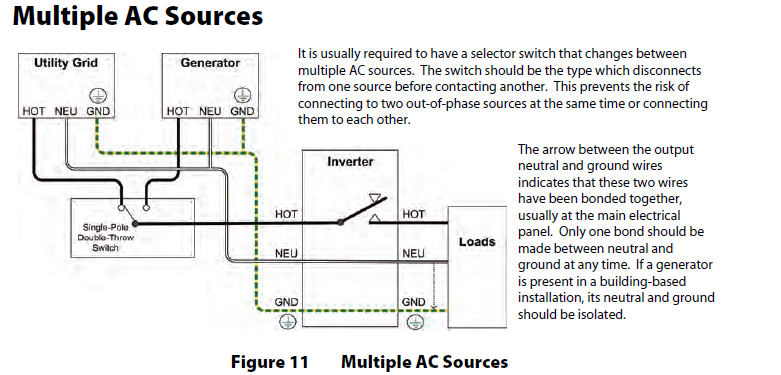 Multiple AC Sources
It is usually required to have a selector switch that changes between
multiple AC sources. The switch should be the type which disconnects
from one source before contacting another. This prevents the risk of
connecting to two out-of-phase sources at the same time or connecting
them to each other.
Utility Grid
Generator
HOT NEU GND
HOT NEU GND
The arrow between the output
neutral and ground wires
indicates that these two wires
have been bonded together,
usually at the main electrical
panel. Only one bond should be
made between neutral and
ground at any time. If a generator
is present in a building-based
installation, its neutral and ground
should be isolated.
Inverter
Single-Pole
Double-Throw
Switch
HOT
HOT
NEU
NEU
GND
GND
Loads
Figure 11 Multiple AC Sources